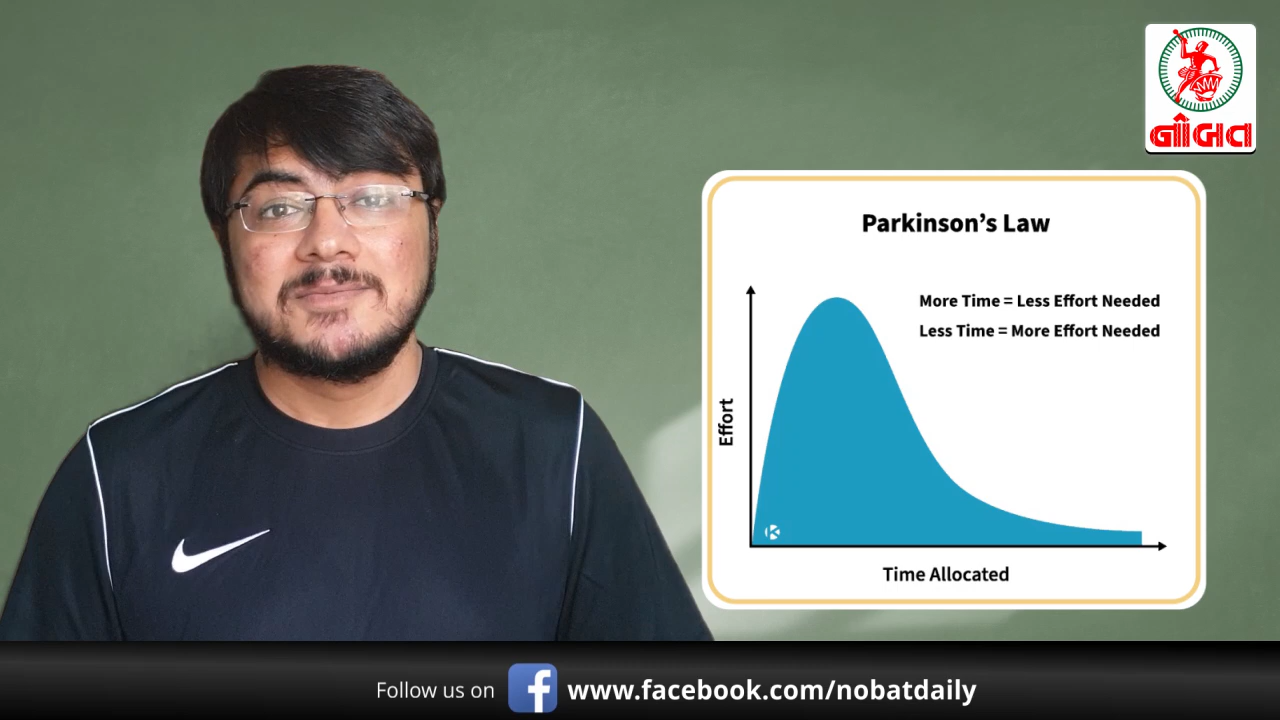 નોબત
Parkinson's Law
More Time = Less Effort Needed
Less Time = More Effort Needed
Effort
Time Allocated
Follow us on
www.facebook.com/nobatdaily